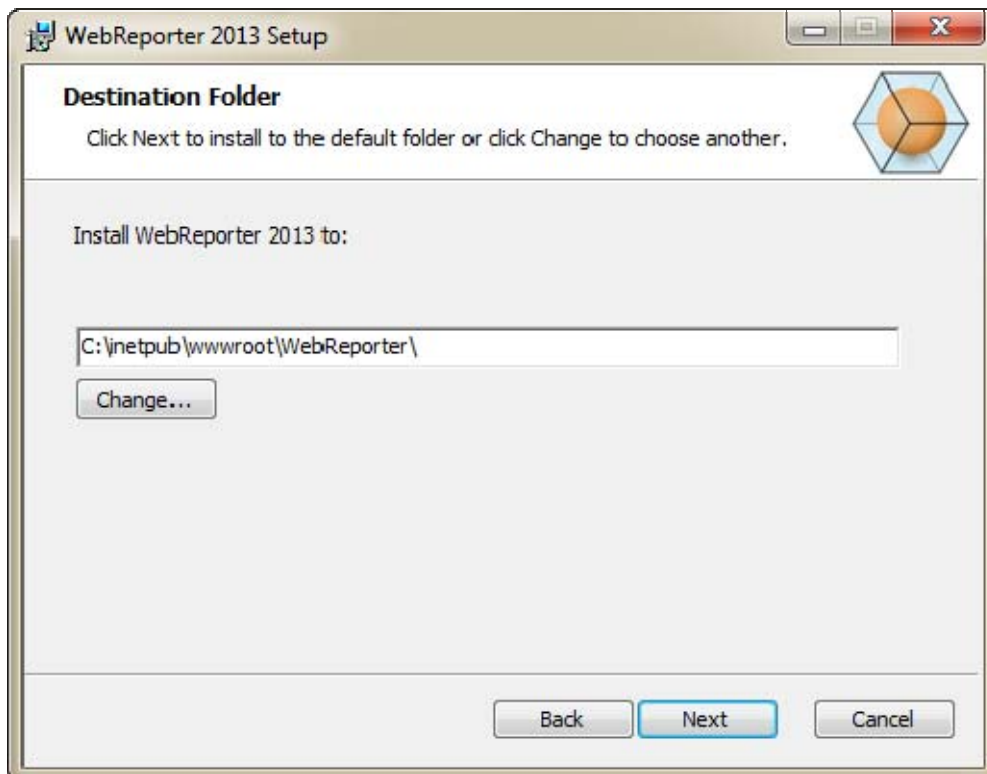 WebReporter 2013 Setup
Destination Folder
Click Next to install to the default folder or click Change to choose another.
Install WebReporter 2013 to:
C:\inetpub\wwwroot\WebReporter\
Change...
Back
Next
Cancel